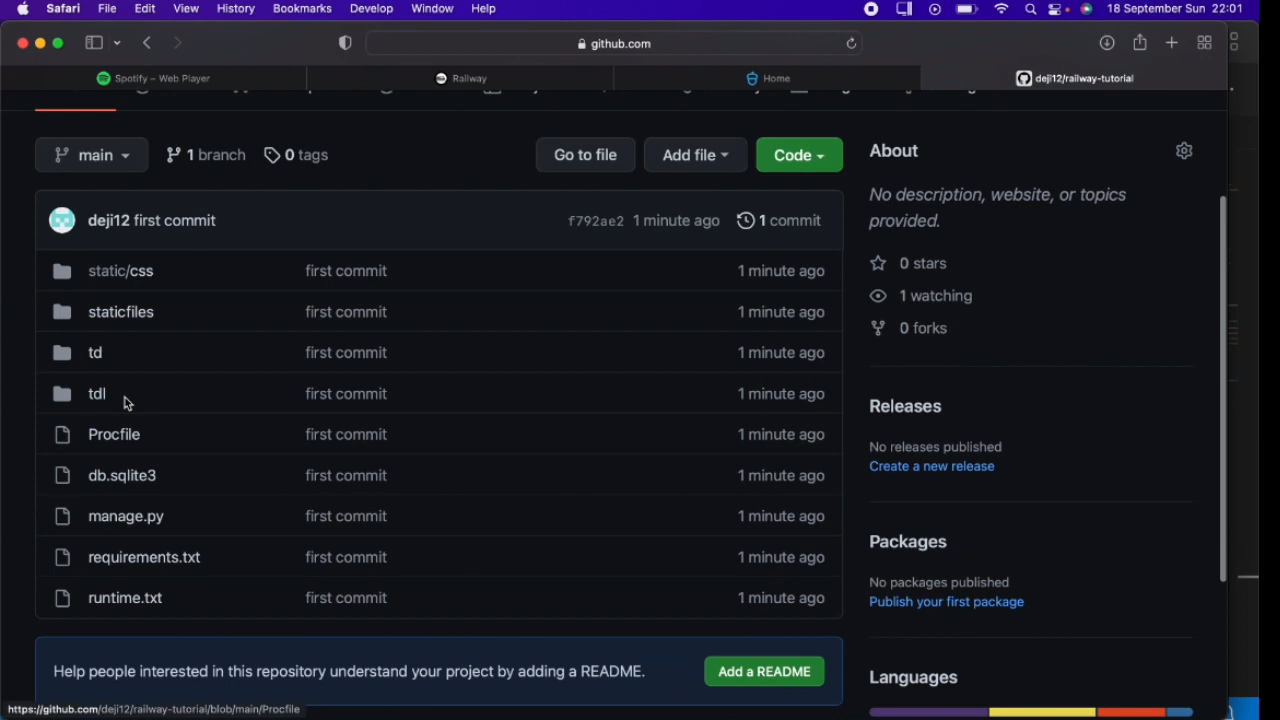 Safari File Edit View History Bookmarks Develop Window Help 18 September Sun 22:01
github.com
Spotify – Web Player Railway Home deji12/railway-tutorial
main 1 branch 0 tags Go to file Add file Code
About
No description, website, or topics
provided.
deji12 first commit f792ae2 1 minute ago 1 commit
static/css first commit 1 minute ago
staticfiles first commit 1 minute ago
td first commit 1 minute ago
tdl first commit 1 minute ago
Procfile first commit 1 minute ago
db.sqlite3 first commit 1 minute ago
manage.py first commit 1 minute ago
requirements.txt first commit 1 minute ago
runtime.txt first commit 1 minute ago
0 stars
1 watching
0 forks
Releases
No releases published
Create a new release
Packages
No packages published
Publish your first package
Languages
Help people interested in this repository understand your project by adding a README. Add a README
https://github.com/deji12/railway-tutorial/blob/main/Procfile